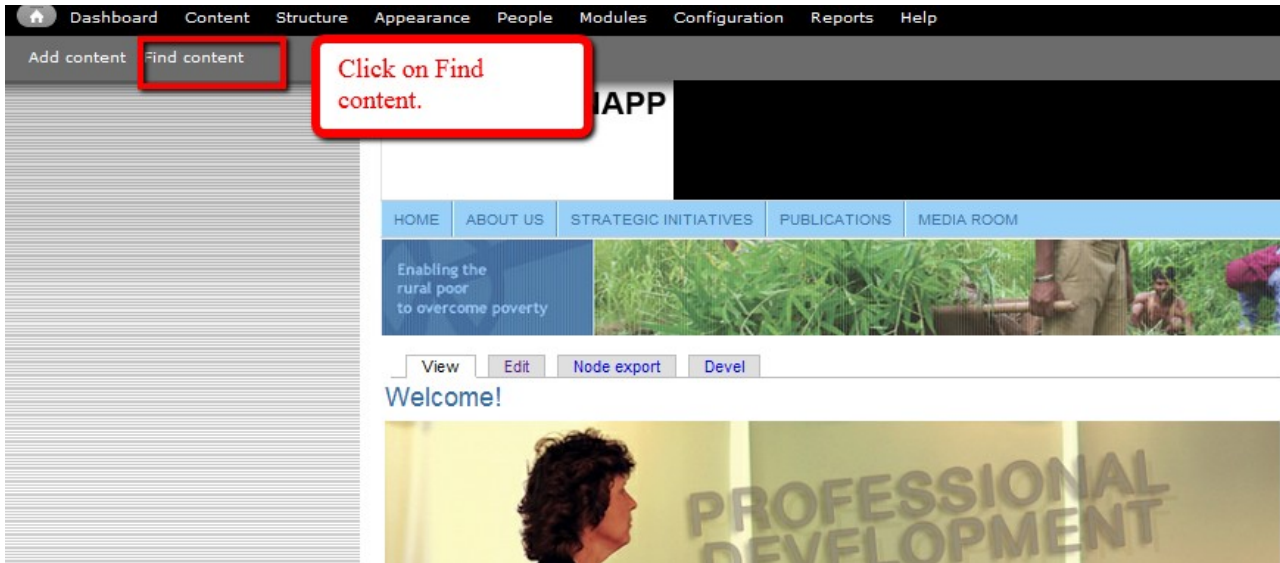 Dashboard Content Structure Appearance People Modules Configuration Reports Help
Add content Find content
Click on Find
content.
IAPP
HOME ABOUT US STRATEGIC INITIATIVES PUBLICATIONS MEDIA ROOM
Enabling the
rural poor
to overcome poverty
View Edit Node export Devel
Welcome!
PROFESSIONAL
DEVELOPMENT